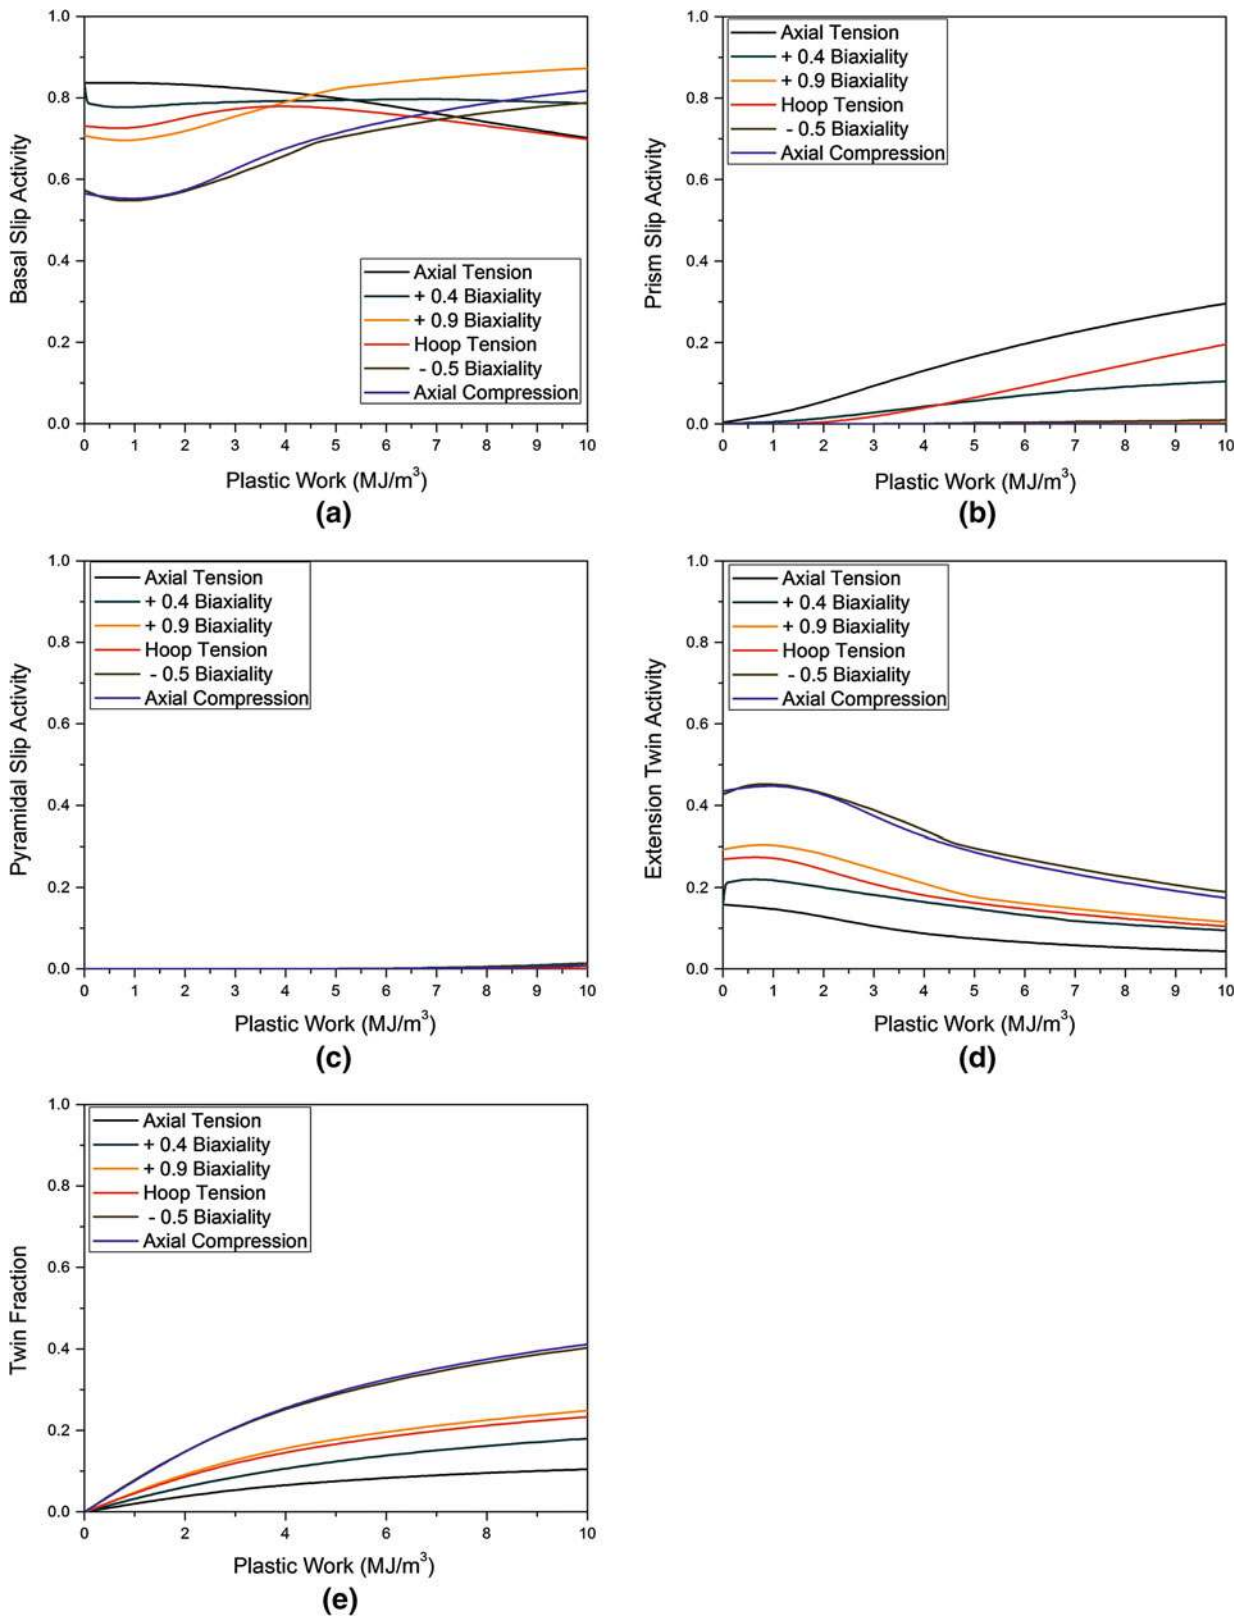 1.0
0.8
0.6
0.4
0.2
0.0
Basal Slip Activity
Axial Tension
+ 0.4 Biaxiality
+ 0.9 Biaxiality
Hoop Tension
- 0.5 Biaxiality
Axial Compression
0 1 2 3 4 5 6 7 8 9 10
Plastic Work (MJ/m³)
(a)
1.0
0.8
0.6
0.4
0.2
0.0
Prism Slip Activity
Axial Tension
+ 0.4 Biaxiality
+ 0.9 Biaxiality
Hoop Tension
- 0.5 Biaxiality
Axial Compression
0 1 2 3 4 5 6 7 8 9 10
Plastic Work (MJ/m³)
(b)
1.0
0.8
0.6
0.4
0.2
0.0
Pyramidal Slip Activity
Axial Tension
+ 0.4 Biaxiality
+ 0.9 Biaxiality
Hoop Tension
- 0.5 Biaxiality
Axial Compression
0 1 2 3 4 5 6 7 8 9 10
Plastic Work (MJ/m³)
(c)
1.0
0.8
0.6
0.4
0.2
0.0
Extension Twin Activity
Axial Tension
+ 0.4 Biaxiality
+ 0.9 Biaxiality
Hoop Tension
- 0.5 Biaxiality
Axial Compression
0 1 2 3 4 5 6 7 8 9 10
Plastic Work (MJ/m³)
(d)
1.0
0.8
0.6
0.4
0.2
0.0
Twin Fraction
Axial Tension
+ 0.4 Biaxiality
+ 0.9 Biaxiality
Hoop Tension
- 0.5 Biaxiality
Axial Compression
0 2 4 6 8 10
Plastic Work (MJ/m³)
(e)